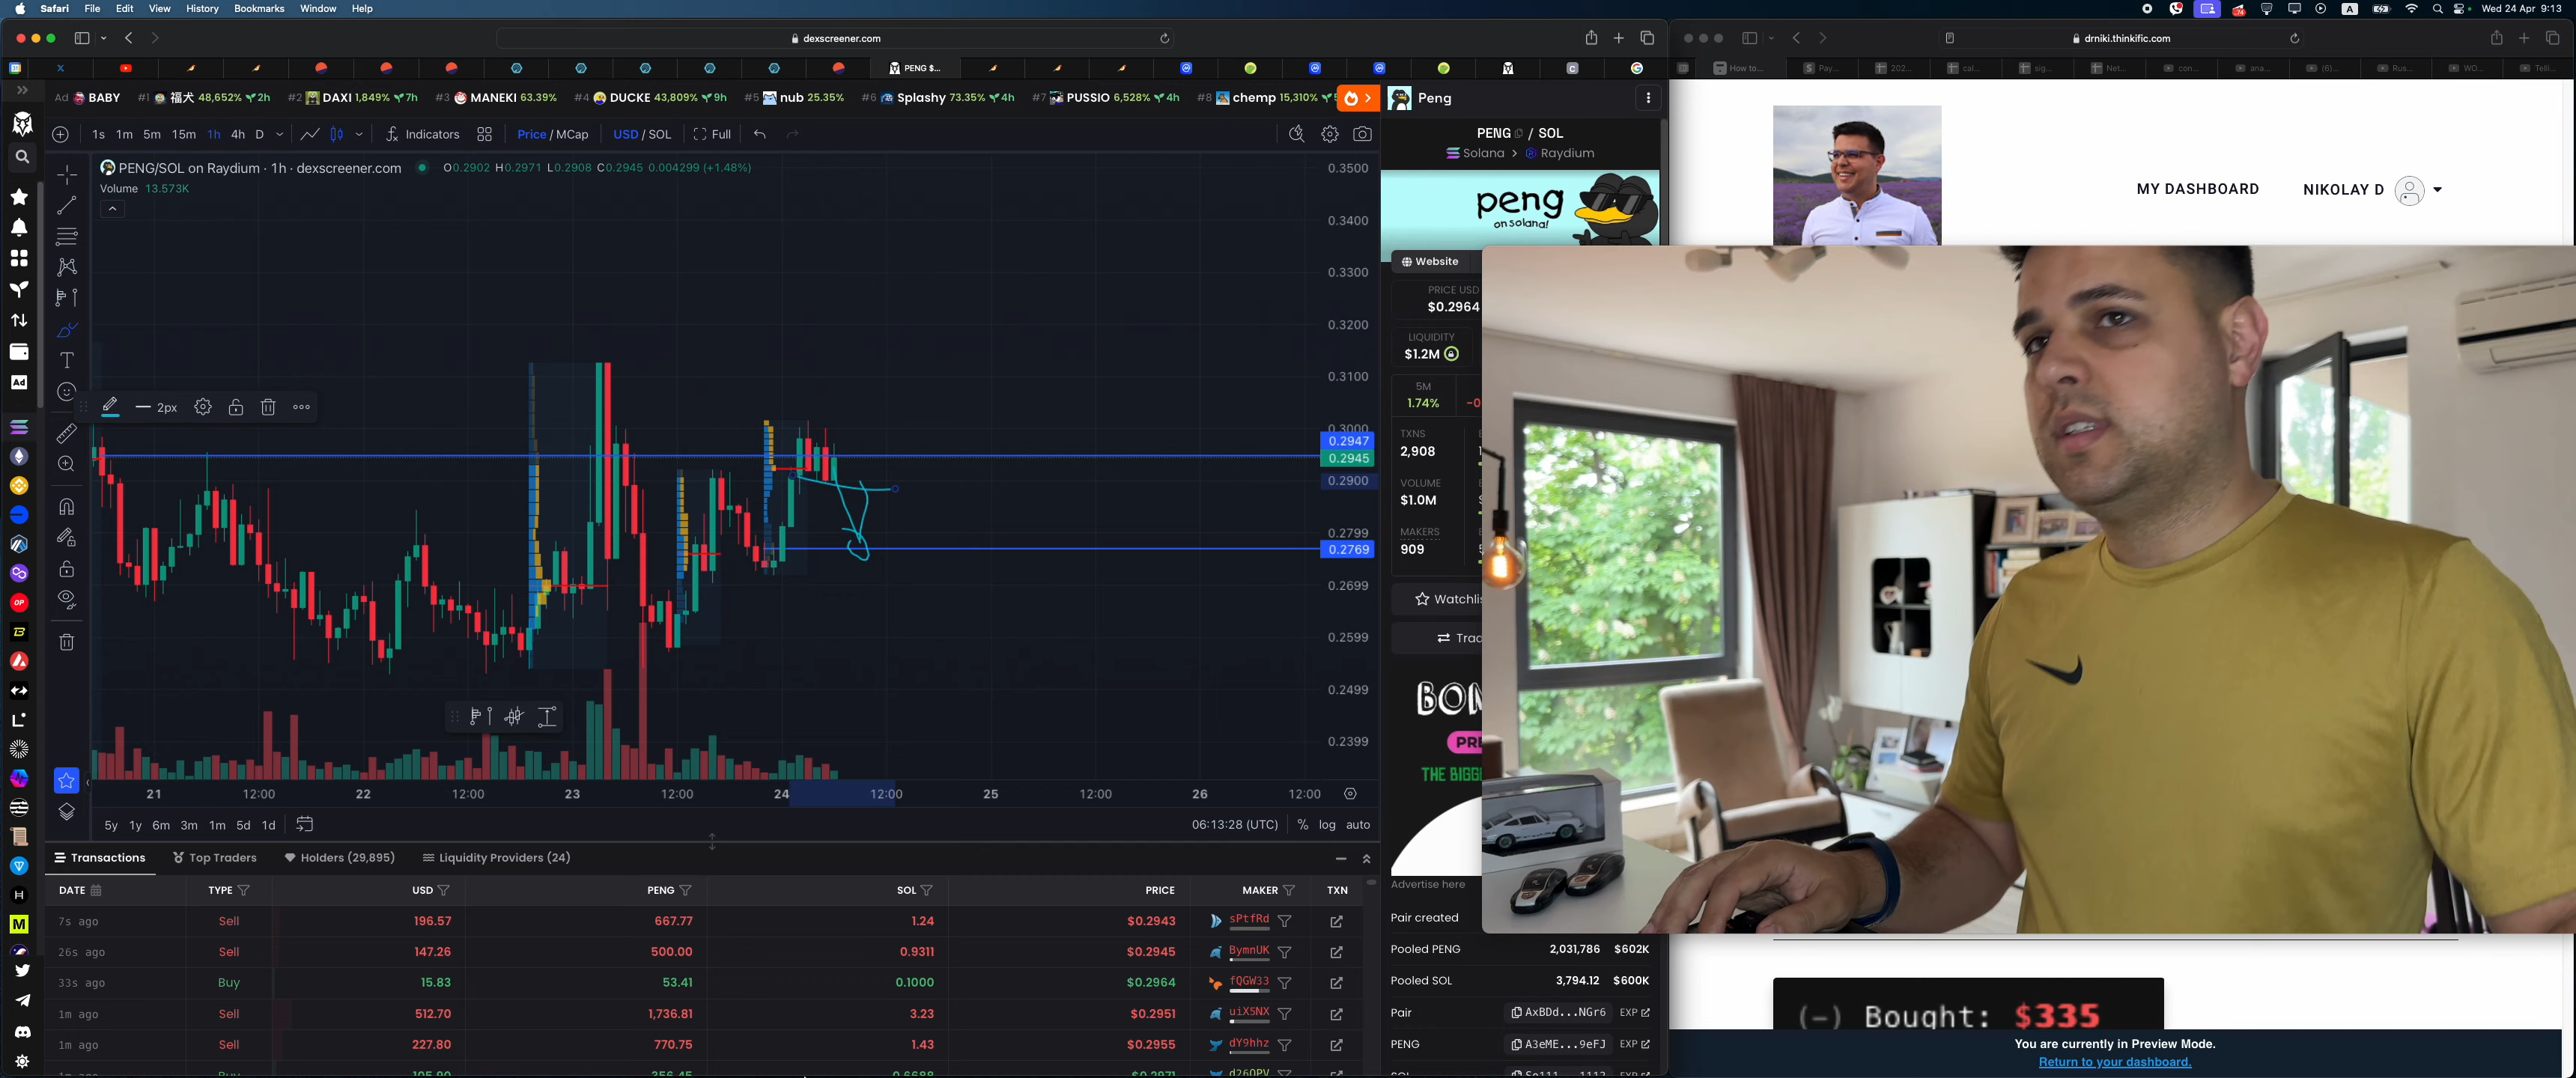 Safari File Edit View History Bookmarks Window Help
Wed 24 Apr 9:13
dexscreener.com
drniki.thinkific.com
PENG $...
How to...
Pay...
202...
cal...
sig...
Net...
con...
ana...
(6)...
Rus...
WO...
Ad BABY #1 福犬 48,652% 2h #2 DAXI 1,849% 7h #3 MANEKI 63.39% #4 DUCKE 43,809% 9h #5 nub 25.35% #6 Splashy 73.35% 4h #7 PUSSIO 6,528% 4h #8 chemp 15,310%
Peng
1s 1m 5m 15m 1h 4h D Indicators Price / MCap USD / SOL Full
PENG / SOL
Solana > Raydium
PENG/SOL on Raydium · 1h · dexscreener.com O0.2902 H0.2971 L0.2908 C0.2945 0.004299 (+1.48%)
Volume 13.573K
peng
on solana!
MY DASHBOARD NIKOLAY D
Website
PRICE USD
$0.2964
LIQUIDITY
$1.2M
5M
1.74%
TXNS
2,908
VOLUME
$1.0M
MAKERS
909
0.3500
0.3400
0.3300
0.3200
0.3100
0.3000
0.2947
0.2945
0.2900
0.2799
0.2769
0.2699
0.2599
0.2499
0.2399
2px
21 12:00 22 12:00 23 12:00 24 12:00 25 12:00 26 12:00
5y 1y 6m 3m 1m 5d 1d
06:13:28 (UTC) % log auto
Transactions Top Traders Holders (29,895) Liquidity Providers (24)
DATE TYPE USD PENG SOL PRICE MAKER TXN
7s ago Sell 196.57 667.77 1.24 $0.2943 sPtfRd
26s ago Sell 147.26 500.00 0.9311 $0.2945 BymnUK
33s ago Buy 15.83 53.41 0.1000 $0.2964 fQGW33
1m ago Sell 512.70 1,736.81 3.23 $0.2951 uiXSNX
1m ago Sell 227.80 770.75 1.43 $0.2955 dY9hhz
Advertise here
Pair created
Pooled PENG 2,031,786 $602K
Pooled SOL 3,794.12 $600K
Pair AxBDd...NGr6 EXP
PENG A3eME...9eFJ EXP
(-) Bought: $335
You are currently in Preview Mode.
Return to your dashboard.